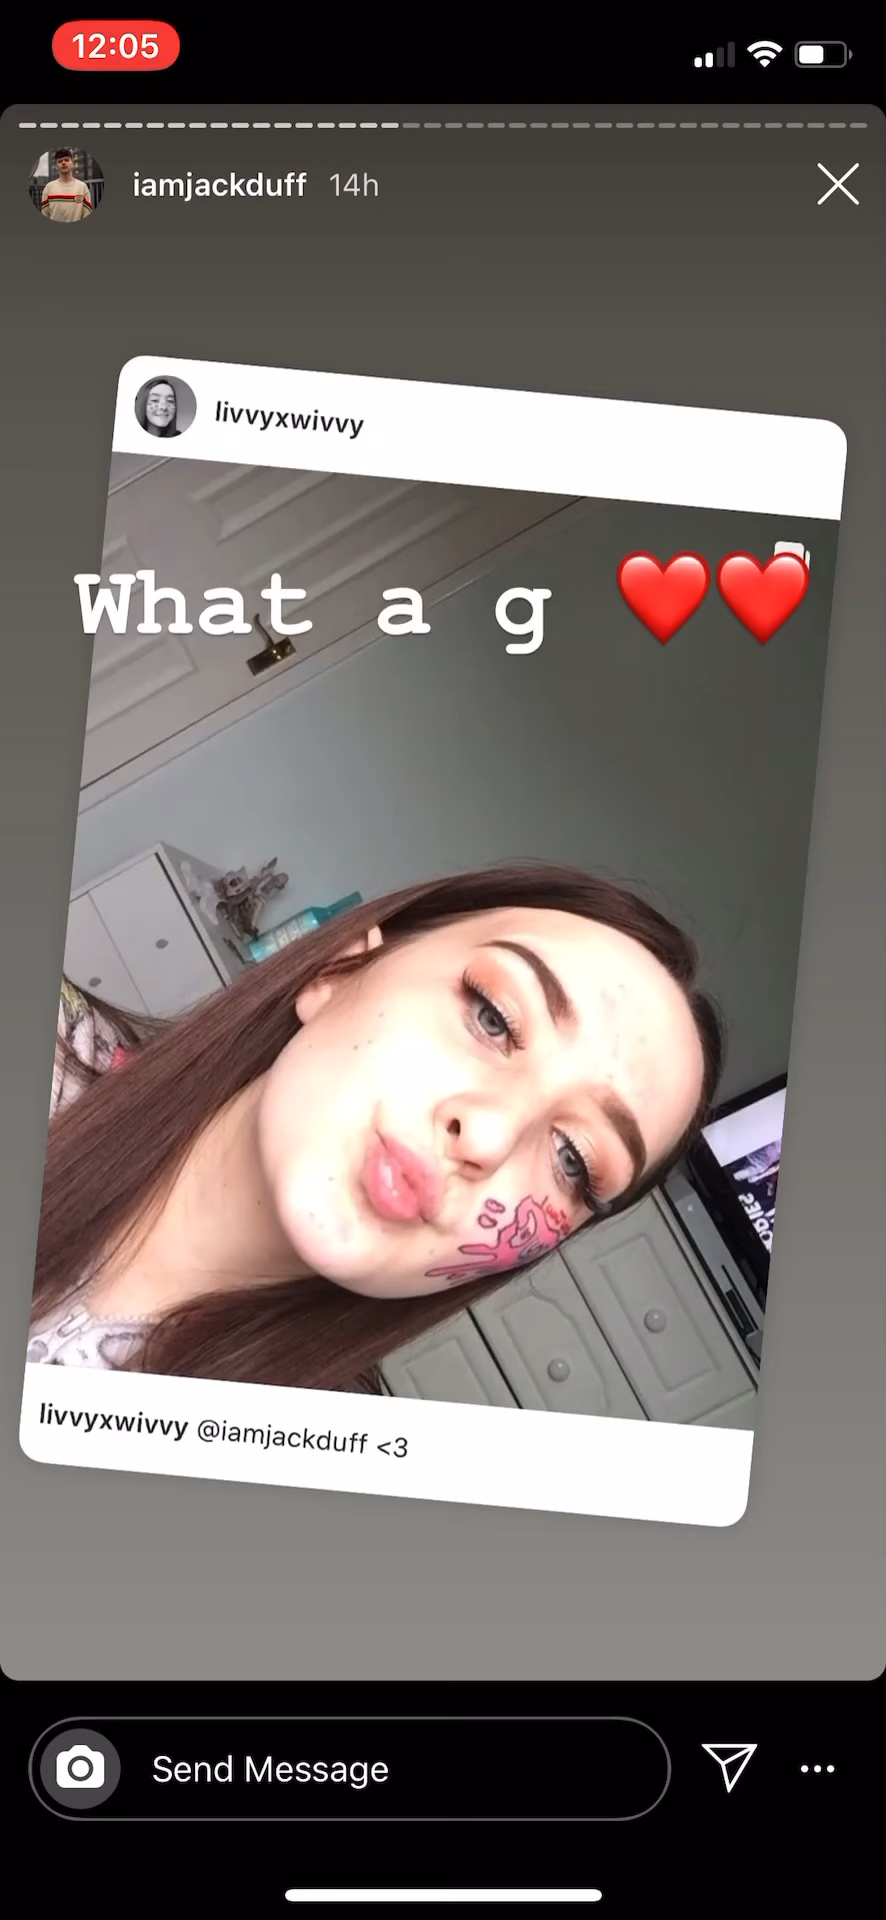 12:05
iamjackduff 14h
livvyxwivvy
What a g ❤️❤️
livvyxwivvy @iamjackduff <3
Send Message